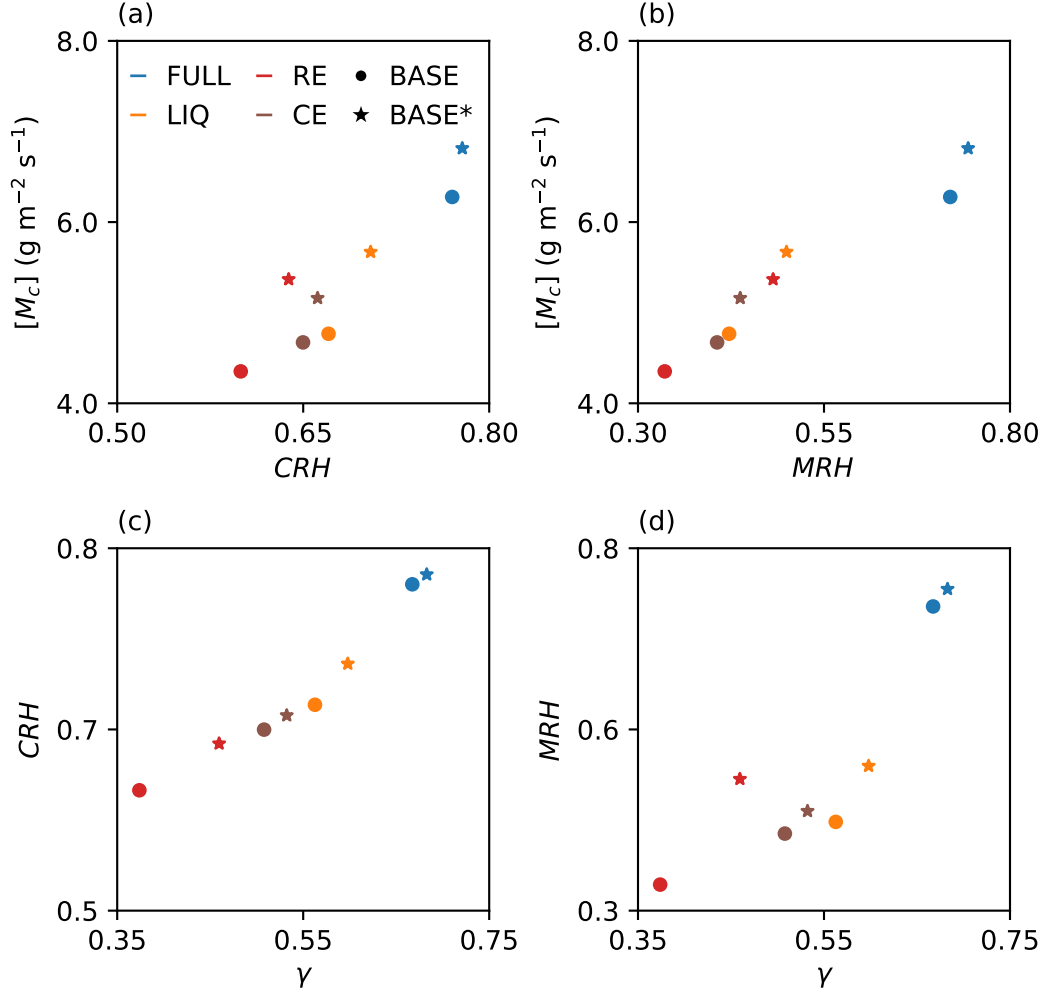 (a)
8.0
6.0
4.0
[M_c] (g m⁻² s⁻¹)
FULL RE BASE
LIQ CE BASE*
0.50 0.65 0.80
CRH
(b)
8.0
6.0
4.0
[M_c] (g m⁻² s⁻¹)
0.30 0.55 0.80
MRH
(c)
0.8
0.7
0.5
CRH
0.35 0.55 0.75
γ
(d)
0.8
0.6
0.3
MRH
0.35 0.55 0.75
γ